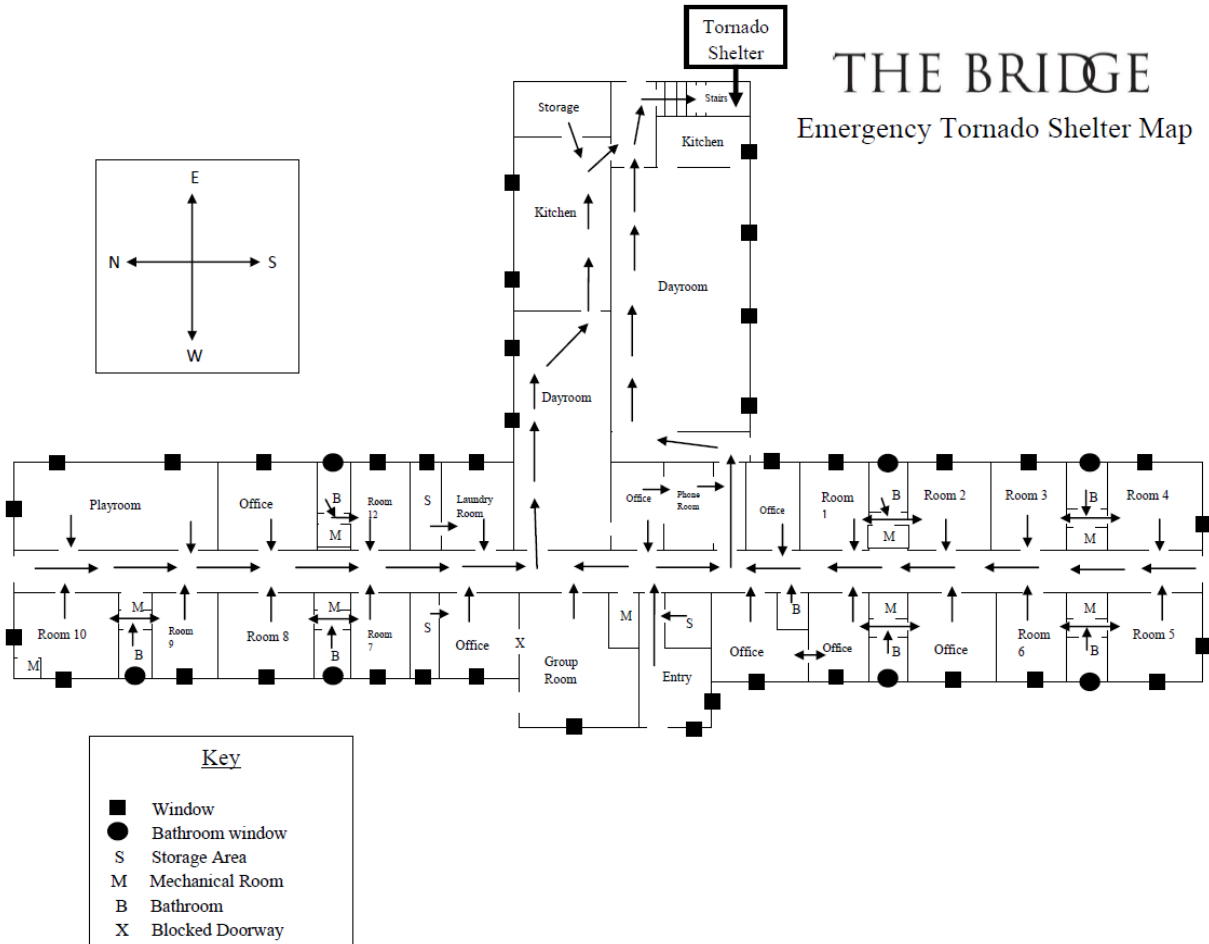 Tornado
Shelter
THE BRIDGE
Emergency Tornado Shelter Map
Storage
Stairs
Kitchen
E
N
S
W
Kitchen
Dayroom
Dayroom
Playroom
Office
B
M
Room
12
S
Laundry
Room
Office
Phone
Room
Office
Room
1
B
M
Room 2
Room 3
B
M
Room 4
Room 10
M
M
B
Room
9
Room 8
M
B
Room
7
S
Office
X
Group
Room
M
S
Entry
Office
B
Office
M
B
Office
Room
6
M
B
Room 5
Key
Window
Bathroom window
S Storage Area
M Mechanical Room
B Bathroom
X Blocked Doorway